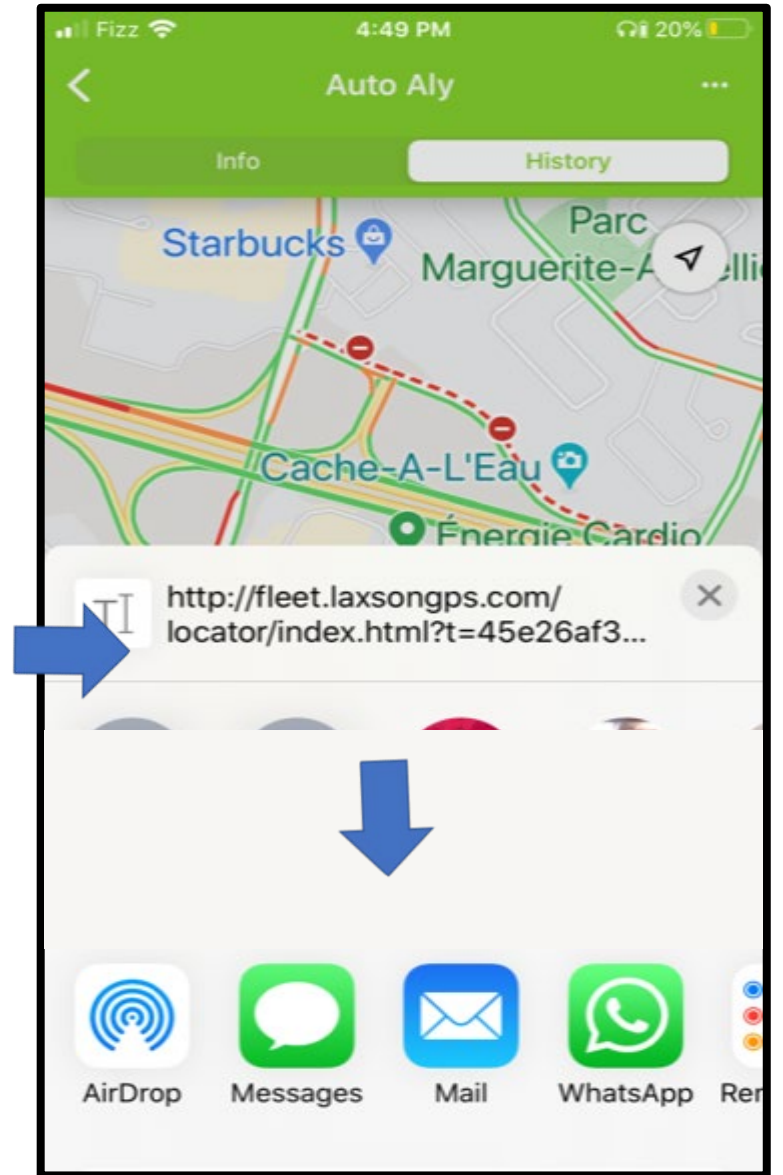 Fizz 4:49 PM 20%
Auto Aly
Info History
Starbucks
Parc
Marguerite-A
Cache-A-L'Eau
Énergie Cardio
http://fleet.laxsongps.com/
locator/index.html?t=45e26af3...
AirDrop Messages Mail WhatsApp